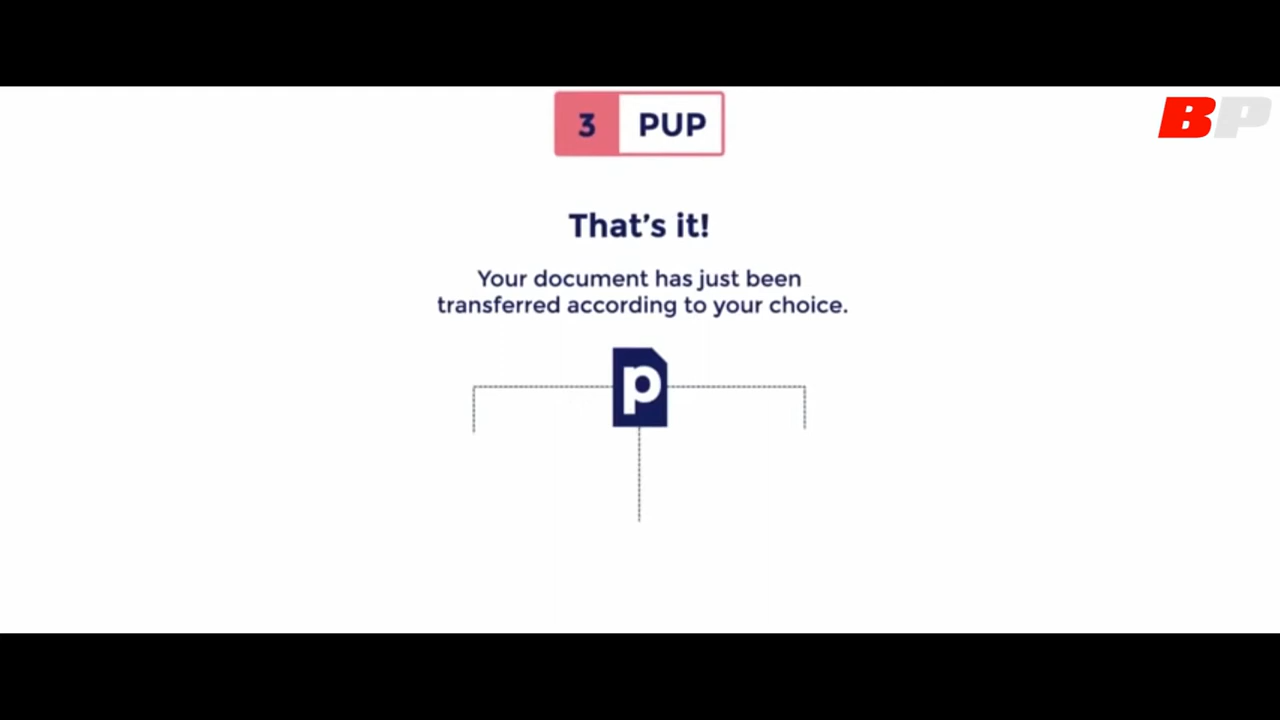 3 PUP
BP
That's it!
Your document has just been
transferred according to your choice.
p